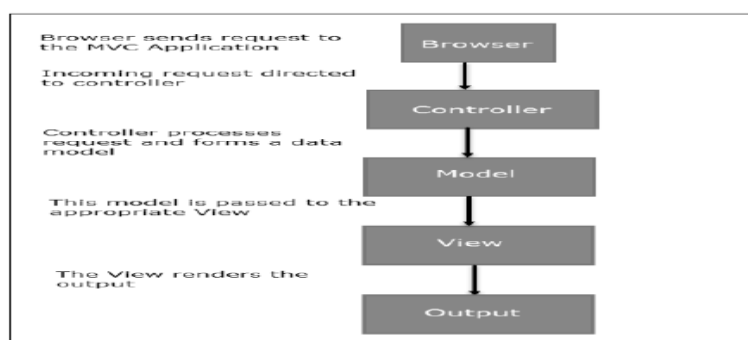 Browser sends request to
the MVC Application
Browser
Incoming request directed
to controller
Controller
Controller processes
request and forms a data
model
Model
This model is passed to the
appropriate View
View
The View renders the
output
Output